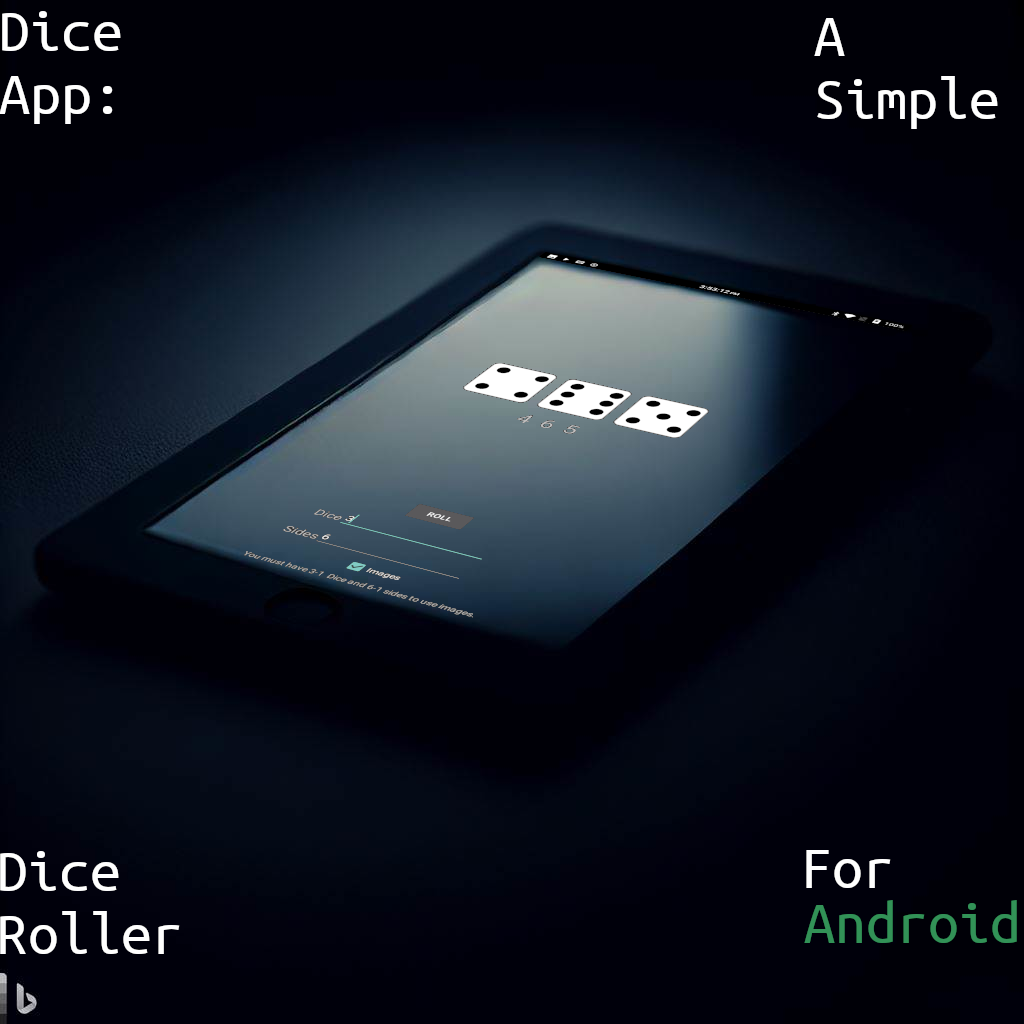 Dice
App:
A
Simple
3:53:12 PM
100%
4 6 5
Dice 3
ROLL
Sides 6
Images
You must have 3-1 Dice and 6-1 sides to use images.
Dice
Roller
For
Android